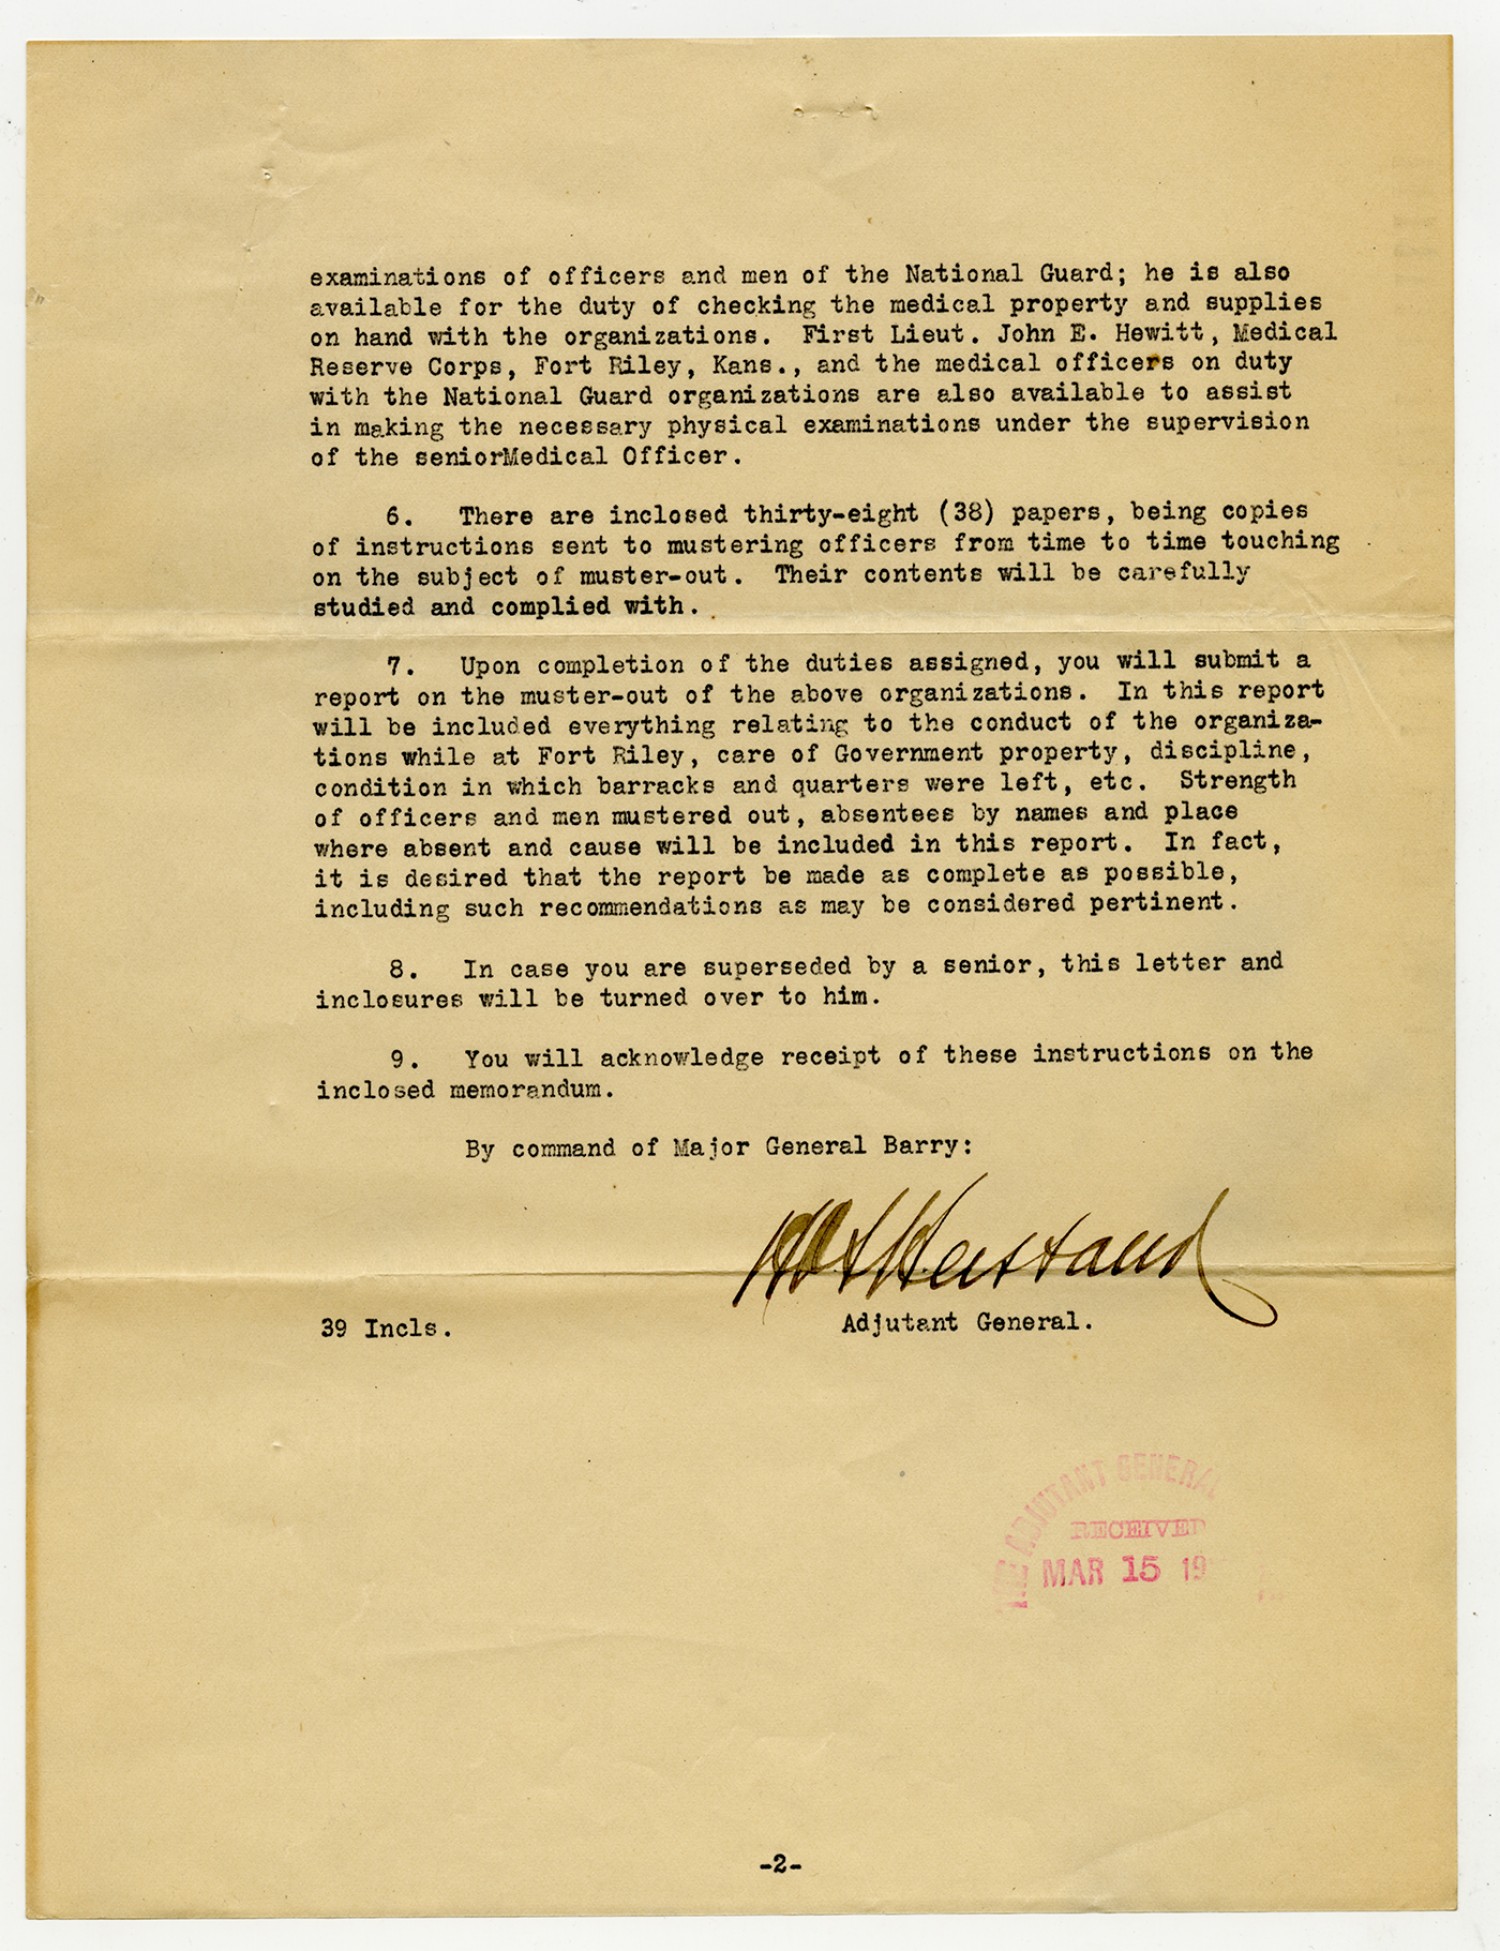 examinations of officers and men of the National Guard; he is also
available for the duty of checking the medical property and supplies
on hand with the organizations. First Lieut. John E. Hewitt, Medical
Reserve Corps, Fort Riley, Kans., and the medical officers on duty
with the National Guard organizations are also available to assist
in making the necessary physical examinations under the supervision
of the seniorMedical Officer.
6. There are inclosed thirty-eight (38) papers, being copies
of instructions sent to mustering officers from time to time touching
on the subject of muster-out. Their contents will be carefully
studied and complied with.
7. Upon completion of the duties assigned, you will submit a
report on the muster-out of the above organizations. In this report
will be included everything relating to the conduct of the organiza-
tions while at Fort Riley, care of Government property, discipline,
condition in which barracks and quarters were left, etc. Strength
of officers and men mustered out, absentees by names and place
where absent and cause will be included in this report. In fact,
it is desired that the report be made as complete as possible,
including such recommendations as may be considered pertinent.
8. In case you are superseded by a senior, this letter and
inclosures will be turned over to him.
9. You will acknowledge receipt of these instructions on the
inclosed memorandum.
By command of Major General Barry:
39 Incls.
Adjutant General.
ADJUTANT GENERAL
RECEIVED
MAR 15 19
-2-